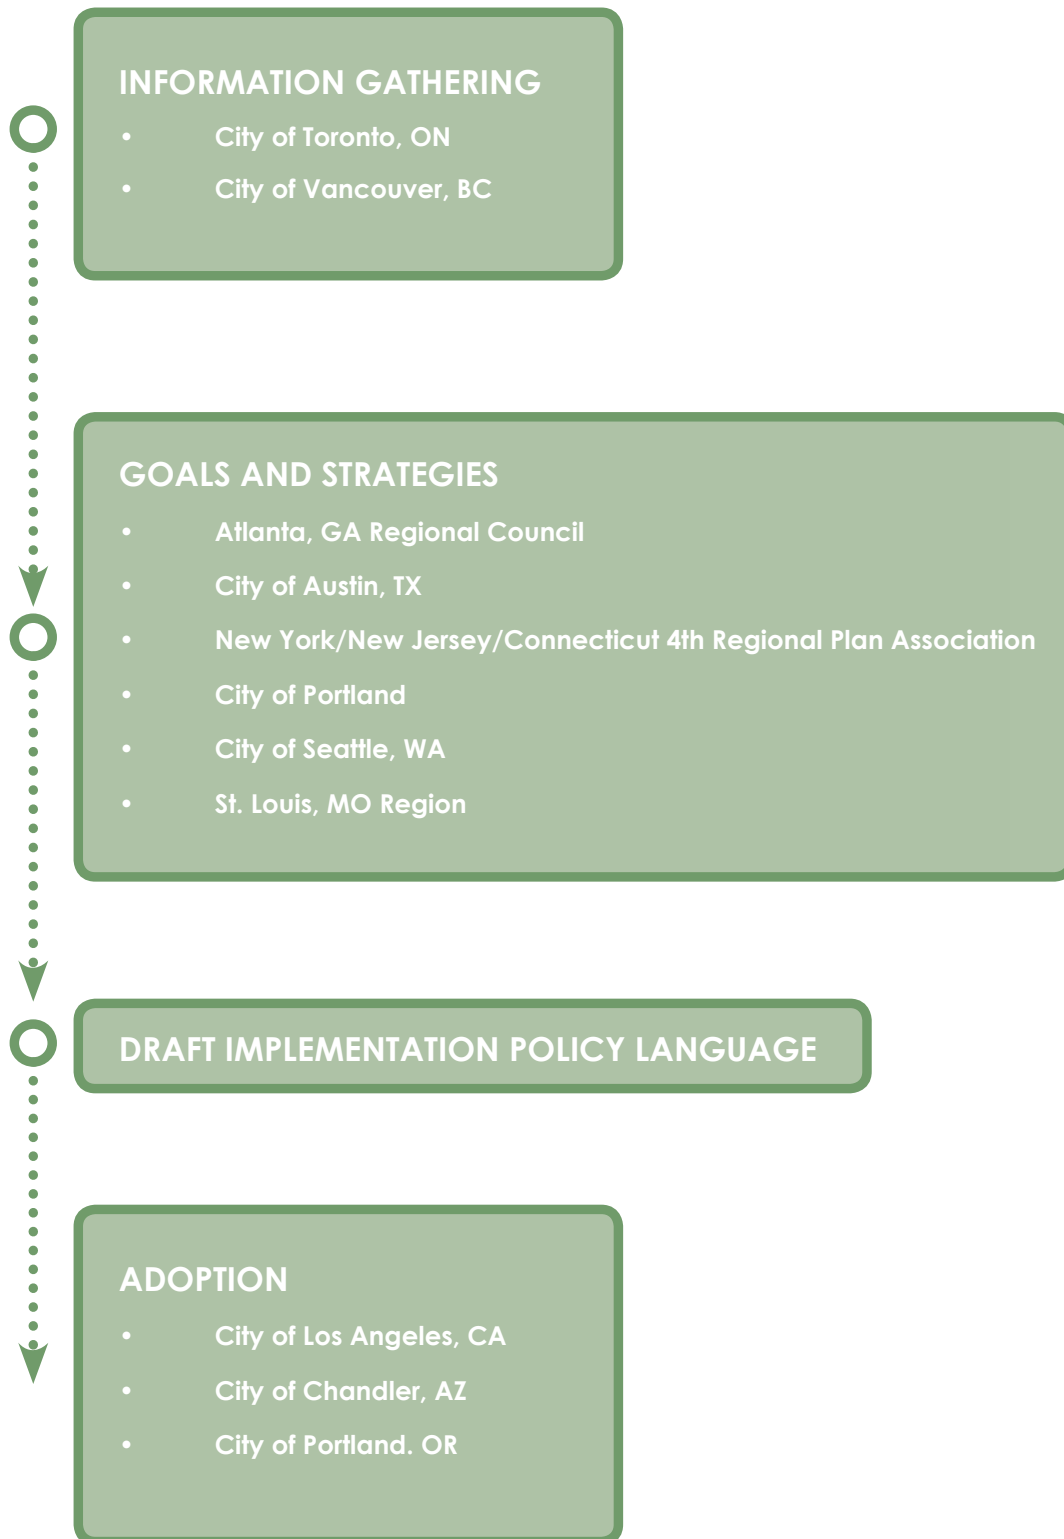 INFORMATION GATHERING
• City of Toronto, ON
• City of Vancouver, BC
GOALS AND STRATEGIES
• Atlanta, GA Regional Council
• City of Austin, TX
• New York/New Jersey/Connecticut 4th Regional Plan Association
• City of Portland
• City of Seattle, WA
• St. Louis, MO Region
DRAFT IMPLEMENTATION POLICY LANGUAGE
ADOPTION
• City of Los Angeles, CA
• City of Chandler, AZ
• City of Portland. OR